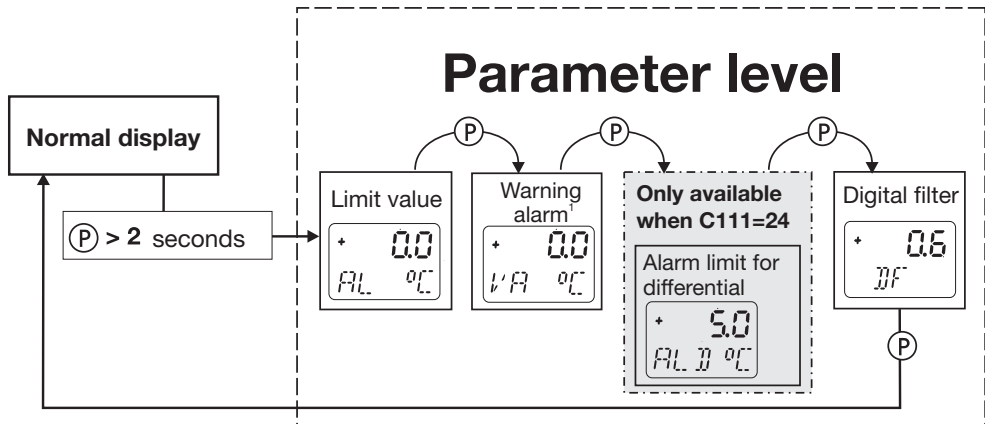 Parameter level
Normal display
P > 2 seconds
P
P
P
Limit value
+ 0.0
AL °C
Warning
alarm1
+ 0.0
VA °C
Only available
when C111=24
Alarm limit for
differential
+ 5.0
AL D °C
Digital filter
+ 0.6
DF
P